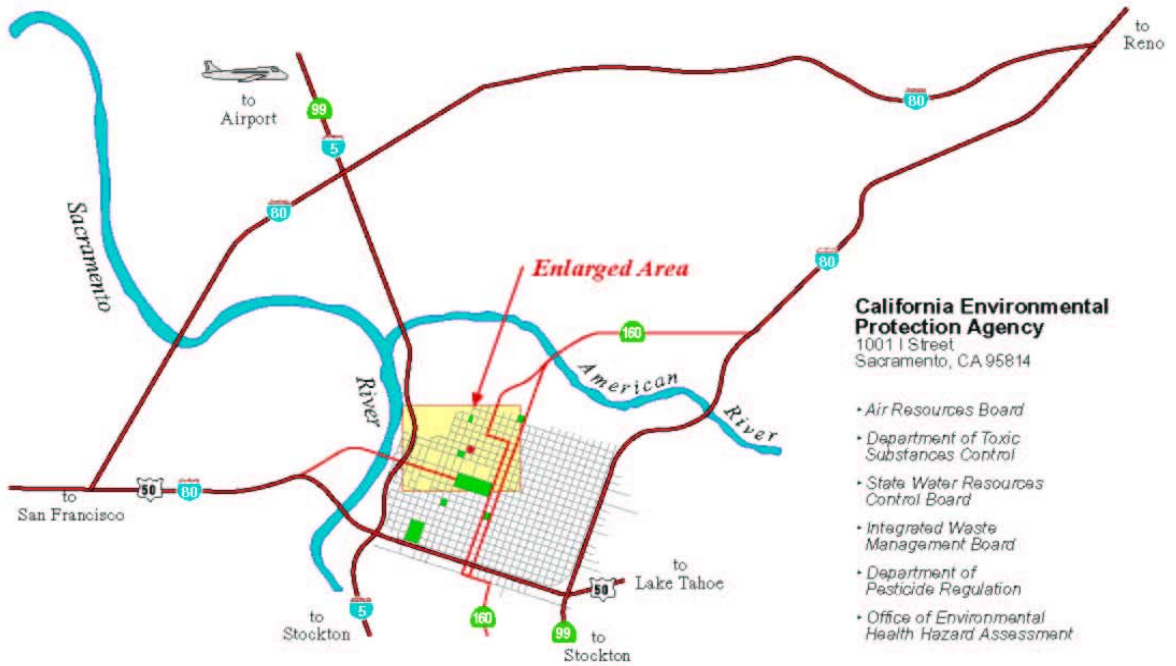 to
Reno
to
Airport
99
5
80
80
80
Sacramento
River
Enlarged Area
160
American
River
California Environmental
Protection Agency
1001 I Street
Sacramento, CA 95814
‣ Air Resources Board
‣ Department of Toxic
Substances Control
‣ State Water Resources
Control Board
‣ Integrated Waste
Management Board
‣ Department of
Pesticide Regulation
‣ Office of Environmental
Health Hazard Assessment
to
San Francisco
50
80
to
Lake Tahoe
50
to
Stockton
5
160
99
to
Stockton